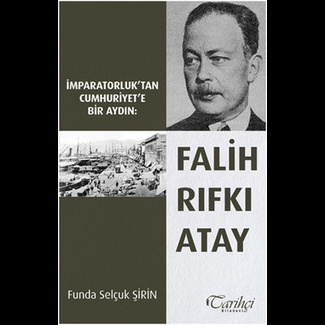 İMPARATORLUK'TAN
CUMHURİYET'E
BİR AYDIN:
FALİH
RIFKI
ATAY
Funda Selçuk ŞİRİN
Tarihçi
Kitabevi